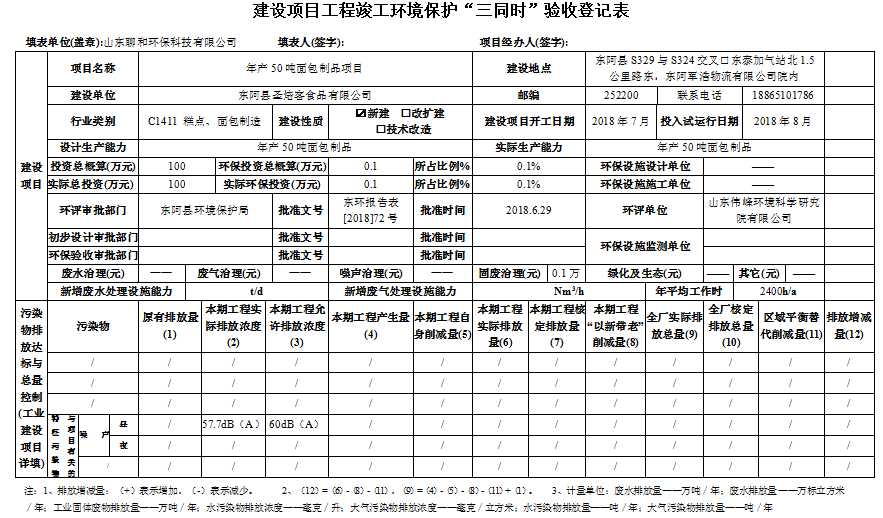 建设项目工程竣工环境保护“三同时”验收登记表
填表单位(盖章):山东聊和环保科技有限公司 填表人(签字): 项目经办人(签字):
建设项目
项目名称 年产 50 吨面包制品项目 建设地点 东阿县 S329 与 S324 交叉口东泰加气站北 1.5
公里路东，东阿军浩物流有限公司院内
建设单位 东阿县圣焙客食品有限公司 邮编 252200 联系电话 18865101786
行业类别 C1411 糕点、面包制造 建设性质 ☑新建 □改扩建
□技术改造 建设项目开工日期 2018 年 7 月 投入试运行日期 2018 年 8 月
设计生产能力 年产 50 吨面包制品 实际生产能力 年产 50 吨面包制品
投资总概算(万元) 100 环保投资总概算(万元) 0.1 所占比例% 0.1% 环保设施设计单位 ——
实际总投资(万元) 100 实际环保投资(万元) 0.1 所占比例% 0.1% 环保设施施工单位 ——
环评审批部门 东阿县环境保护局 批准文号 东环报告表
[2018]72 号 批准时间 2018.6.29 环评单位 山东伟峰环境科学研究
院有限公司
初步设计审批部门 批准文号 批准时间 环保设施监测单位
环保验收审批部门 批准文号 批准时间
废水治理(元) —— 废气治理(元) —— 噪声治理(元) —— 固废治理(元) 0.1 万 绿化及生态(元) —— 其它(元) ——
新增废水处理设施能力 t/d 新增废气处理设施能力 Nm³/h 年平均工作时 2400h/a
污染物排放达标与总量控制(工业建设项目详填)
污染物 原有排放量(1) 本期工程实际排放浓度(2) 本期工程允许排放浓度(3) 本期工程产生量(4) 本期工程自身削减量(5) 本期工程实际排放量(6) 本期工程核定排放量(7) 本期工程“以新带老”削减量(8) 全厂实际排放总量(9) 全厂核定排放总量(10) 区域平衡替代削减量(11) 排放增减量(12)
/ / / / / / / / / / / / /
/ / / / / / / / / / / / /
/ / / / / / / / / / / / /
与项目有关的特征污染物
噪声 昼 / 57.7dB（A） 60dB（A） / / / / / / / / /
夜 / / / / / / / / / / / /
/ / / / / / / / / / / / /
注：1、排放增减量：（+）表示增加，（-）表示减少。 2、（12）=（6）-（8）-（11），（9）=（4）-（5）-（8）-（11）+（1）。 3、计量单位：废水排放量——万吨／年；废水排放量——万标立方米
／年；工业固体废物排放量——万吨／年；水污染物排放浓度——毫克／升；大气污染物排放浓度——毫克／立方米；水污染物排放量——吨／年；大气污染物排放量——吨／年